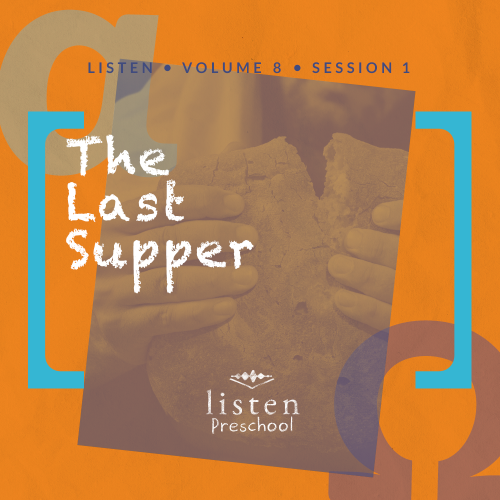 LISTEN • VOLUME 8 • SESSION 1
The
Last
Supper
listen
Preschool
α
Ω